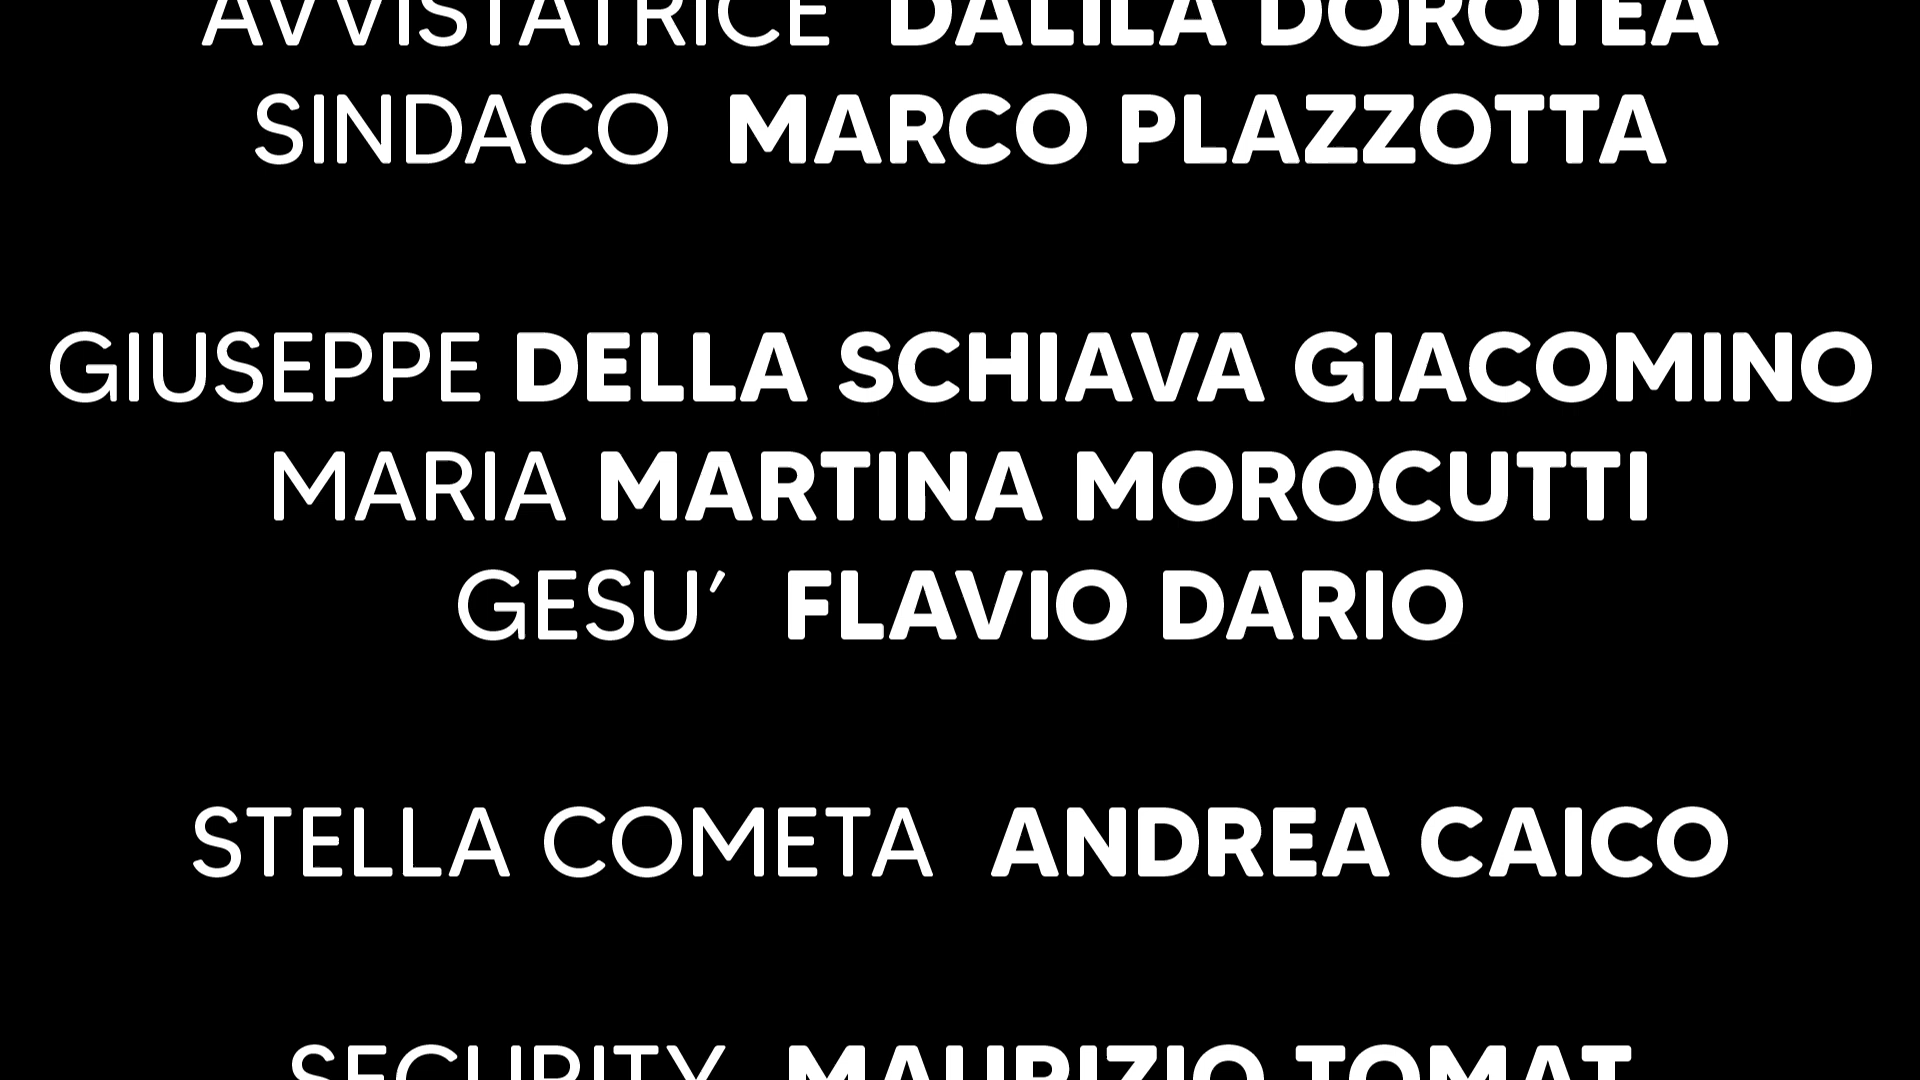 AVVISTATRICE DALILA DOROTEA
SINDACO MARCO PLAZZOTTA
GIUSEPPE DELLA SCHIAVA GIACOMINO
MARIA MARTINA MOROCUTTI
GESU’ FLAVIO DARIO
STELLA COMETA ANDREA CAICO
SECURITY MAURIZIO TOMAT